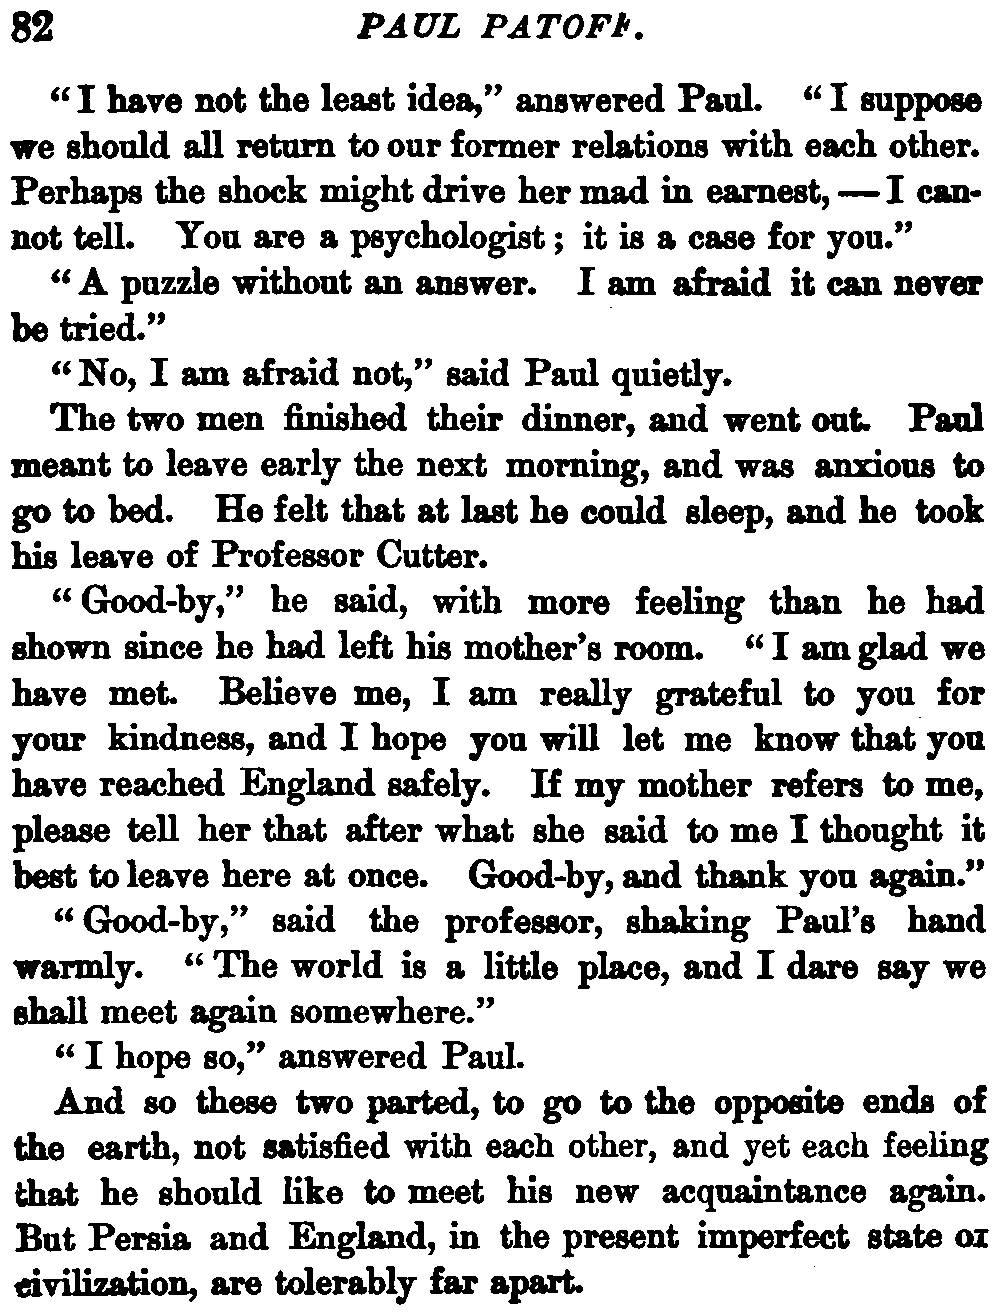 82 PAUL PATOFF.
“I have not the least idea,” answered Paul. “I suppose
we should all return to our former relations with each other.
Perhaps the shock might drive her mad in earnest, — I can-
not tell. You are a psychologist; it is a case for you.”
“A puzzle without an answer. I am afraid it can never
be tried.”
“No, I am afraid not,” said Paul quietly.
The two men finished their dinner, and went out. Paul
meant to leave early the next morning, and was anxious to
go to bed. He felt that at last he could sleep, and he took
his leave of Professor Cutter.
“Good-by,” he said, with more feeling than he had
shown since he had left his mother’s room. “I am glad we
have met. Believe me, I am really grateful to you for
your kindness, and I hope you will let me know that you
have reached England safely. If my mother refers to me,
please tell her that after what she said to me I thought it
best to leave here at once. Good-by, and thank you again.”
“Good-by,” said the professor, shaking Paul’s hand
warmly. “The world is a little place, and I dare say we
shall meet again somewhere.”
“I hope so,” answered Paul.
And so these two parted, to go to the opposite ends of
the earth, not satisfied with each other, and yet each feeling
that he should like to meet his new acquaintance again.
But Persia and England, in the present imperfect state of
civilization, are tolerably far apart.